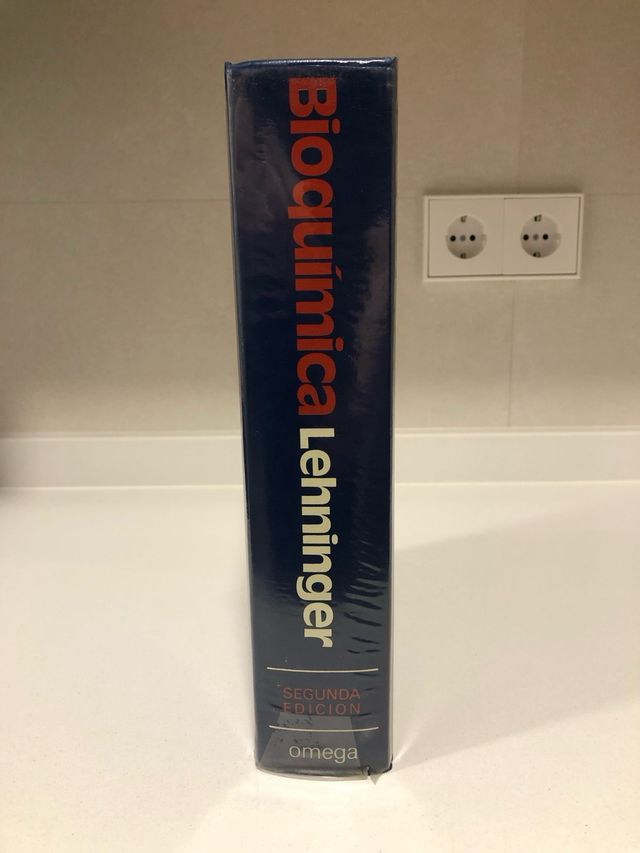 Bioquímica Lehninger
SEGUNDA
EDICION
omega